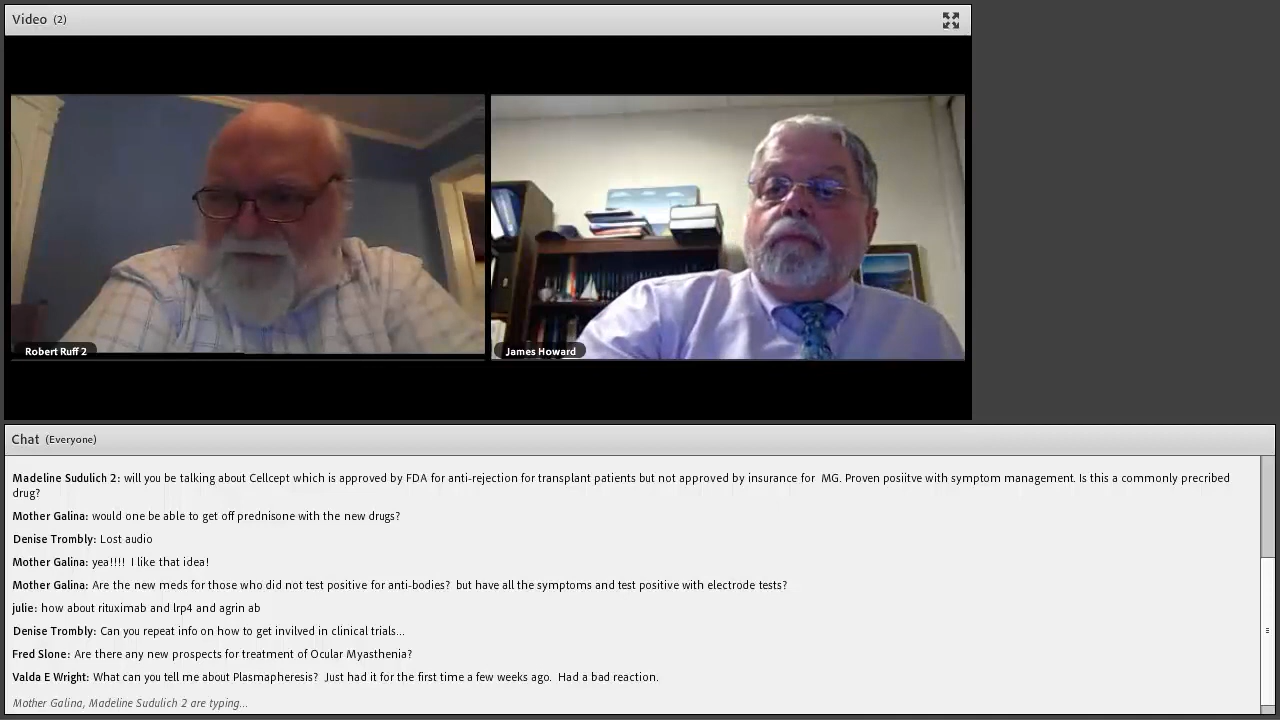 Video (2)
Robert Ruff 2
James Howard
Chat (Everyone)
Madeline Sudulich 2: will you be talking about Cellcept which is approved by FDA for anti-rejection for transplant patients but not approved by insurance for  MG. Proven posiitve with symptom management. Is this a commonly precribed
drug?
Mother Galina: would one be able to get off prednisone with the new drugs?
Denise Trombly: Lost audio
Mother Galina: yea!!!!  I like that idea!
Mother Galina: Are the new meds for those who did not test positive for anti-bodies?  but have all the symptoms and test positive with electrode tests?
julie: how about rituximab and lrp4 and agrin ab
Denise Trombly: Can you repeat info on how to get invilved in clinical trials...
Fred Slone: Are there any new prospects for treatment of Ocular Myasthenia?
Valda E Wright: What can you tell me about Plasmapheresis?  Just had it for the first time a few weeks ago.  Had a bad reaction.
Mother Galina, Madeline Sudulich 2 are typing...